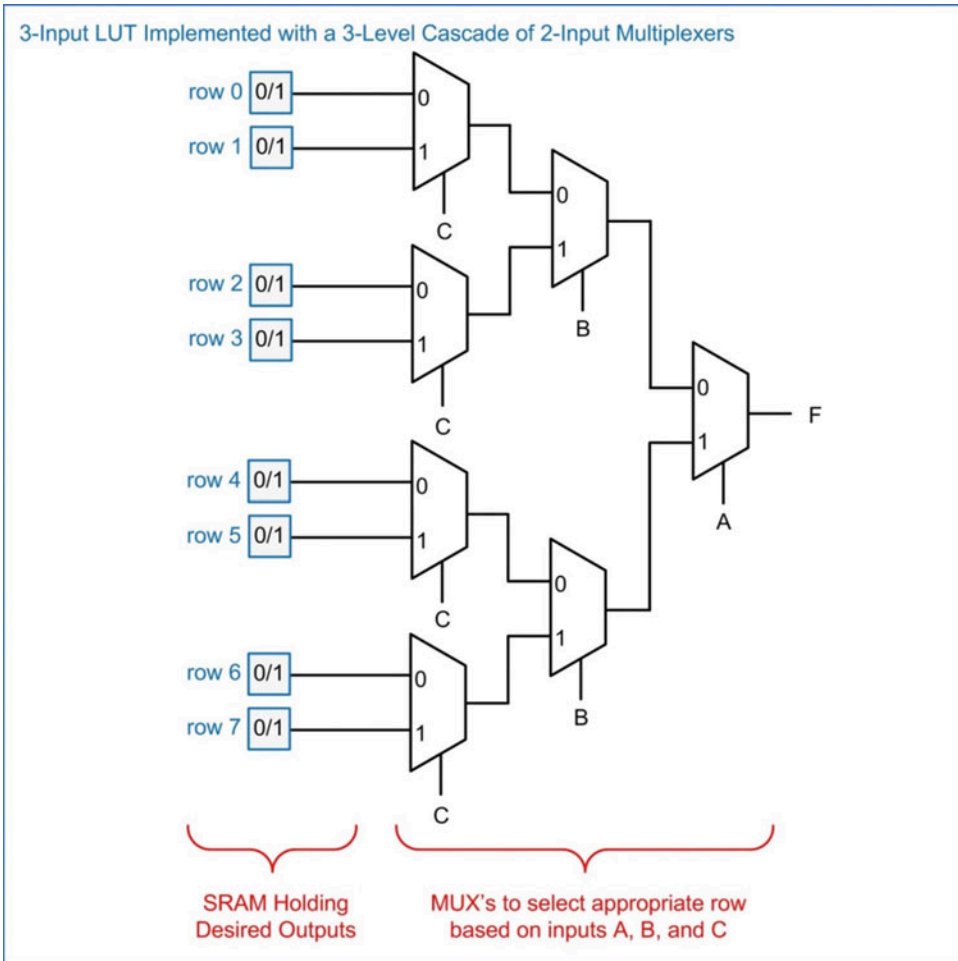 3-Input LUT Implemented with a 3-Level Cascade of 2-Input Multiplexers
row 0 0/1 0
row 1 0/1 1
C
0
1
B
row 2 0/1 0
row 3 0/1 1
C
0
1
F
A
row 4 0/1 0
row 5 0/1 1
C
0
1
B
row 6 0/1 0
row 7 0/1 1
C
SRAM Holding
Desired Outputs
MUX's to select appropriate row
based on inputs A, B, and C